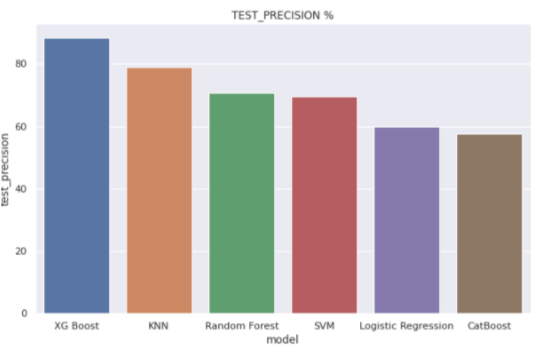 TEST_PRECISION %
test_precision
80
60
40
20
0
XG Boost KNN Random Forest SVM Logistic Regression CatBoost
model